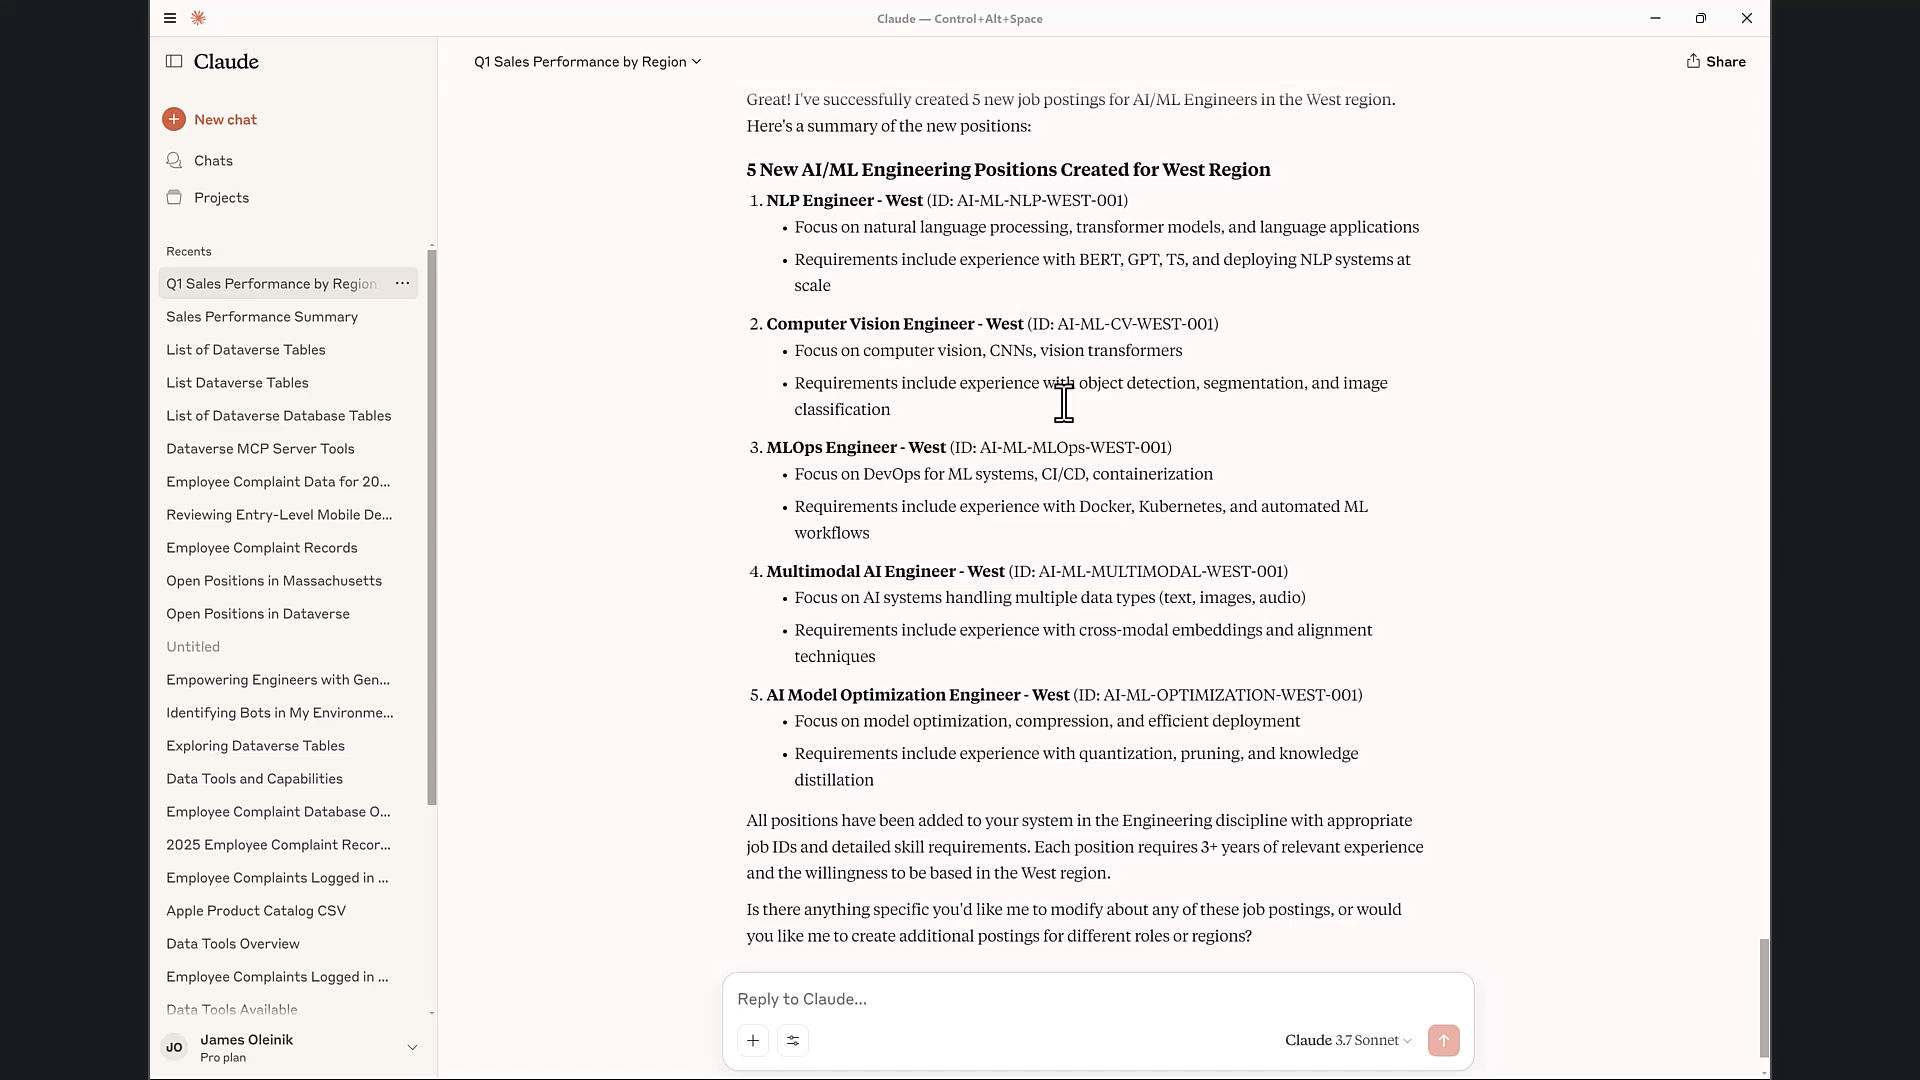 Claude — Control+Alt+Space
Claude
New chat
Chats
Projects
Recents
Q1 Sales Performance by Region
Sales Performance Summary
List of Dataverse Tables
List Dataverse Tables
List of Dataverse Database Tables
Dataverse MCP Server Tools
Employee Complaint Data for 20...
Reviewing Entry-Level Mobile De...
Employee Complaint Records
Open Positions in Massachusetts
Open Positions in Dataverse
Untitled
Empowering Engineers with Gen...
Identifying Bots in My Environme...
Exploring Dataverse Tables
Data Tools and Capabilities
Employee Complaint Database O...
2025 Employee Complaint Recor...
Employee Complaints Logged in ...
Apple Product Catalog CSV
Data Tools Overview
Employee Complaints Logged in ...
Data Tools Available
JO
James Oleinik
Pro plan
Q1 Sales Performance by Region
Share
Great! I've successfully created 5 new job postings for AI/ML Engineers in the West region.
Here's a summary of the new positions:
5 New AI/ML Engineering Positions Created for West Region
1. NLP Engineer - West (ID: AI-ML-NLP-WEST-001)
• Focus on natural language processing, transformer models, and language applications
• Requirements include experience with BERT, GPT, T5, and deploying NLP systems at
scale
2. Computer Vision Engineer - West (ID: AI-ML-CV-WEST-001)
• Focus on computer vision, CNNs, vision transformers
• Requirements include experience with object detection, segmentation, and image
classification
3. MLOps Engineer - West (ID: AI-ML-MLOps-WEST-001)
• Focus on DevOps for ML systems, CI/CD, containerization
• Requirements include experience with Docker, Kubernetes, and automated ML
workflows
4. Multimodal AI Engineer - West (ID: AI-ML-MULTIMODAL-WEST-001)
• Focus on AI systems handling multiple data types (text, images, audio)
• Requirements include experience with cross-modal embeddings and alignment
techniques
5. AI Model Optimization Engineer - West (ID: AI-ML-OPTIMIZATION-WEST-001)
• Focus on model optimization, compression, and efficient deployment
• Requirements include experience with quantization, pruning, and knowledge
distillation
All positions have been added to your system in the Engineering discipline with appropriate
job IDs and detailed skill requirements. Each position requires 3+ years of relevant experience
and the willingness to be based in the West region.
Is there anything specific you'd like me to modify about any of these job postings, or would
you like me to create additional postings for different roles or regions?
Reply to Claude...
Claude 3.7 Sonnet